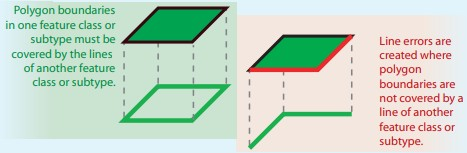 Polygon boundaries
in one feature class or
subtype must be
covered by the lines
of another feature
class or subtype.
Line errors are
created where
polygon
boundaries are
not covered by a
line of another
feature class or
subtype.